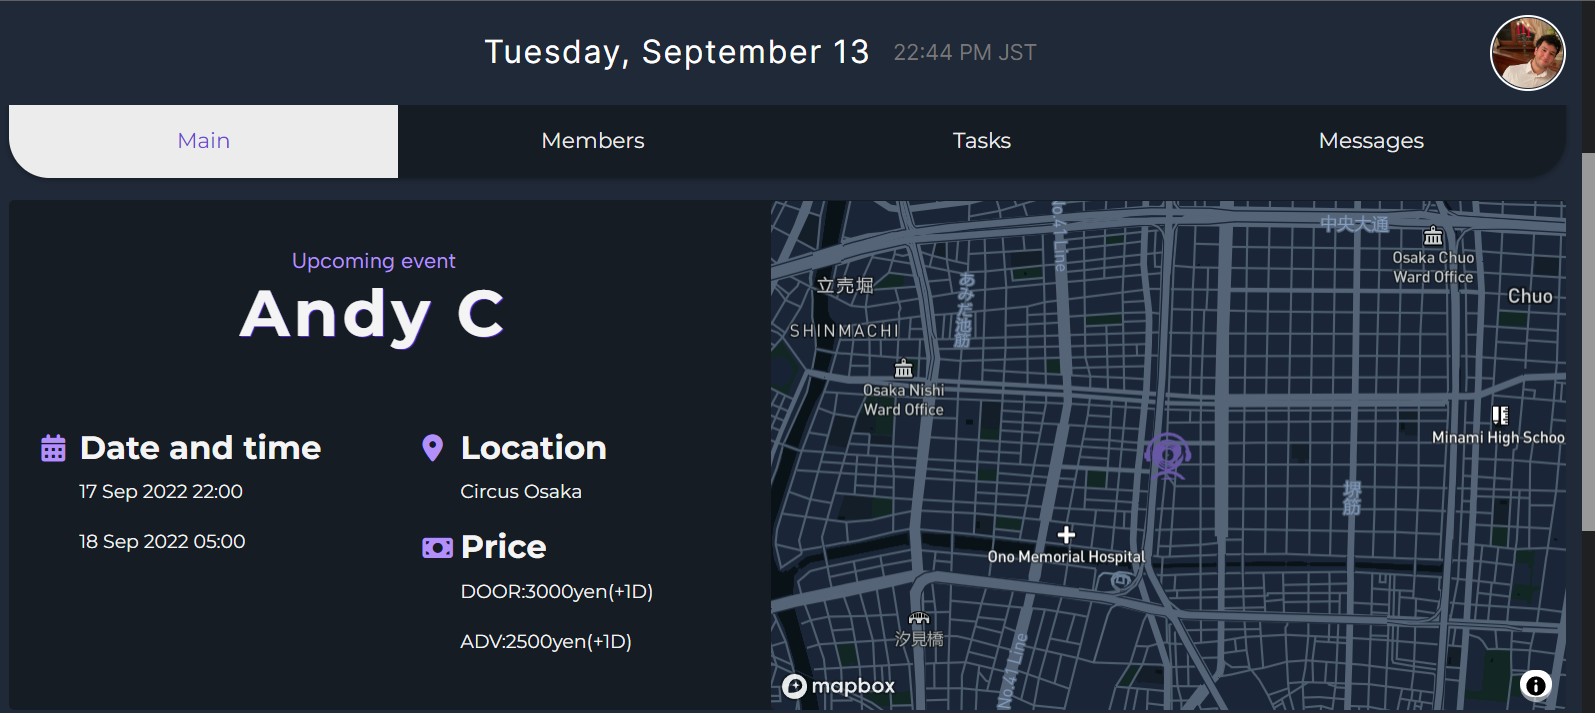 Tuesday, September 13 22:44 PM JST
Main Members Tasks Messages
Upcoming event
Andy C
Date and time
17 Sep 2022 22:00
18 Sep 2022 05:00
Location
Circus Osaka
Price
DOOR:3000yen(+1D)
ADV:2500yen(+1D)
No.41 Line
中央大通
Osaka Chuo
Ward Office
Chuo
立売堀
あみだ池筋
SHINMACHI
Osaka Nishi
Ward Office
Minami High Schoo
堺筋
Ono Memorial Hospital
汐見橋
No.41 Line
mapbox